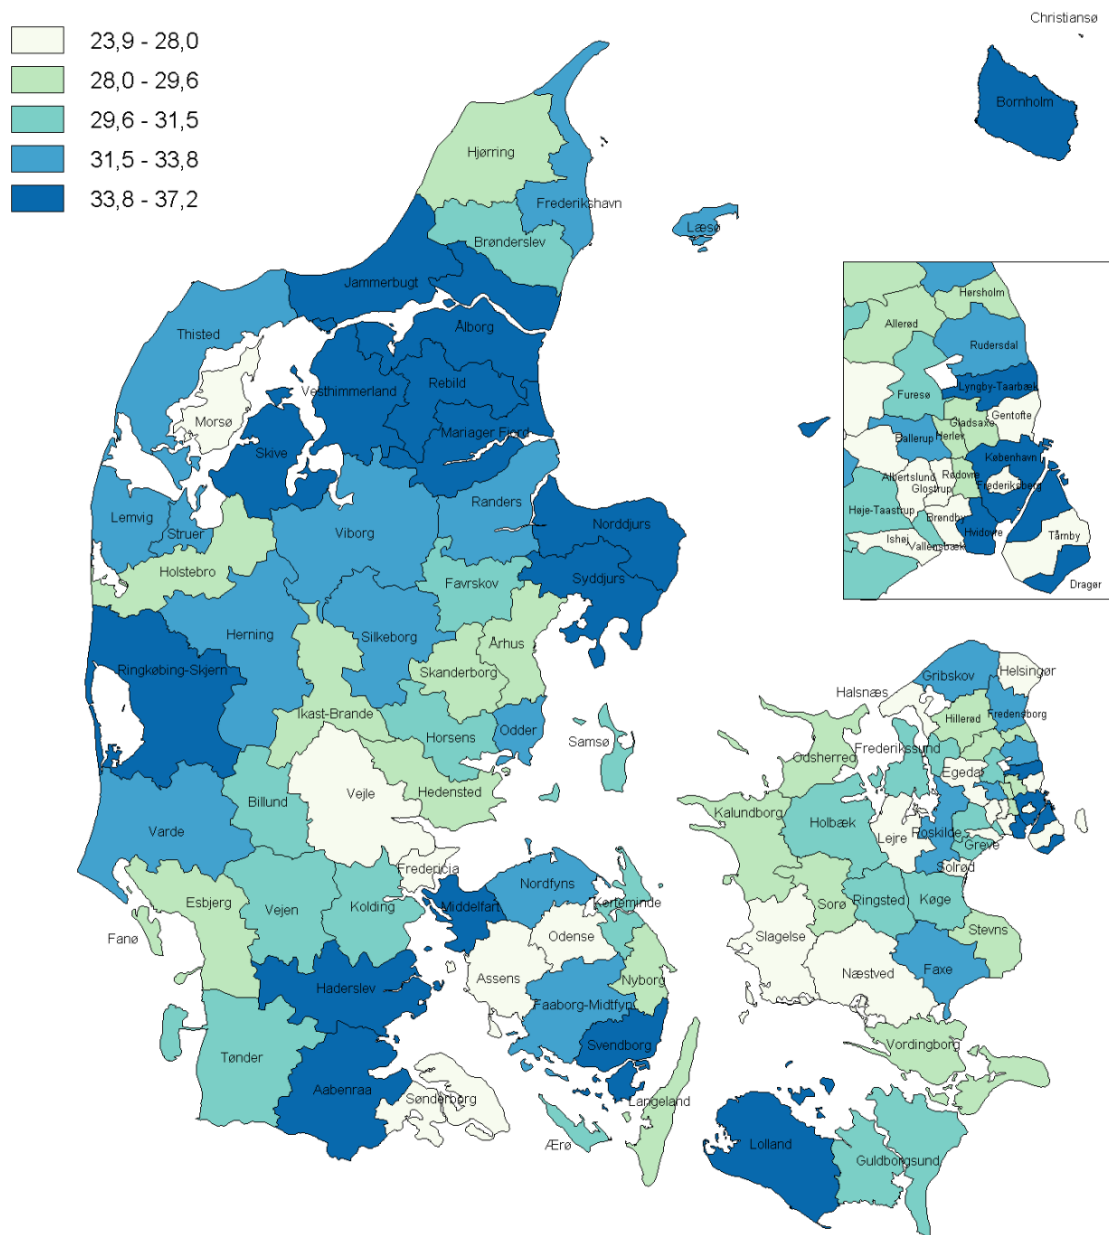 23,9 - 28,0
28,0 - 29,6
29,6 - 31,5
31,5 - 33,8
33,8 - 37,2
Christiansø
Bornholm
Hjørring
Frederikshavn
Læsø
Brønderslev
Jammerbugt
Ålborg
Thisted
Rebild
Vesthimmerland
Morsø
Mariager Fjord
Skive
Randers
Lemvig
Struer
Viborg
Norddjurs
Holstebro
Favrskov
Syddjurs
Herning
Silkeborg
Århus
Skanderborg
Ringkøbing-Skjern
Ikast-Brande
Horsens
Odder
Samsø
Billund
Vejle
Hedensted
Varde
Fredericia
Esbjerg
Vejen
Kolding
Middelfart
Nordfyns
Kerteminde
Fanø
Odense
Assens
Nyborg
Haderslev
Faaborg-Midtfyn
Svendborg
Tønder
Aabenraa
Sønderborg
Langeland
Ærø
Hørsholm
Allerød
Rudersdal
Lyngby-Taarbæk
Furesø
Gentofte
Gladsaxe
Ballerup
Herlev
København
Albertslund
Rødovre
Glostrup
Frederiksberg
Høje-Taastrup
Brøndby
Hvidovre
Ishøj
Vallensbæk
Tårnby
Dragør
Helsingør
Gribskov
Halsnæs
Hillerød
Fredensborg
Frederikssund
Odsherred
Egedal
Kalundborg
Holbæk
Lejre
Roskilde
Greve
Solrød
Sorø
Ringsted
Køge
Stevns
Slagelse
Næstved
Faxe
Vordingborg
Lolland
Guldborgsund